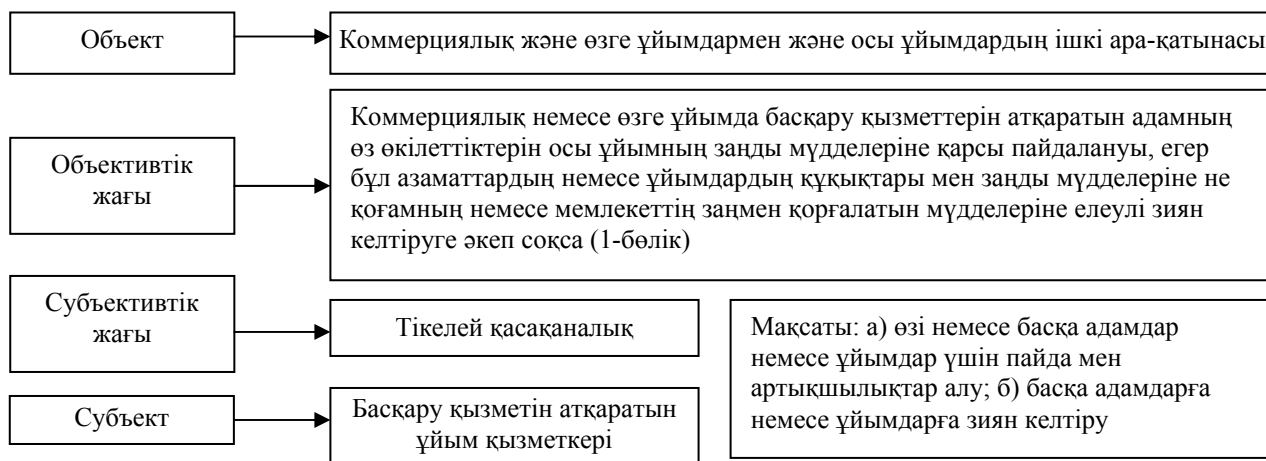 Объект
Коммерциялық және өзге ұйымдармен және осы ұйымдардың ішкі ара-қатынасы
Объективтік
жағы
Коммерциялық немесе өзге ұйымда басқару қызметтерін атқаратын адамның
өз өкілеттіктерін осы ұйымның заңды мүдделеріне қарсы пайдалануы, егер
бұл азаматтардың немесе ұйымдардың құқықтары мен заңды мүдделеріне не
қоғамның немесе мемлекеттің заңмен қорғалатын мүдделеріне елеулі зиян
келтіруге әкеп соқса (1-бөлік)
Субъективтік
жағы
Тікелей қасақаналық
Мақсаты: а) өзі немесе басқа адамдар
немесе ұйымдар үшін пайда мен
артықшылықтар алу; б) басқа адамдарға
немесе ұйымдарға зиян келтіру
Субъект
Басқару қызметін атқаратын
ұйым қызметкері